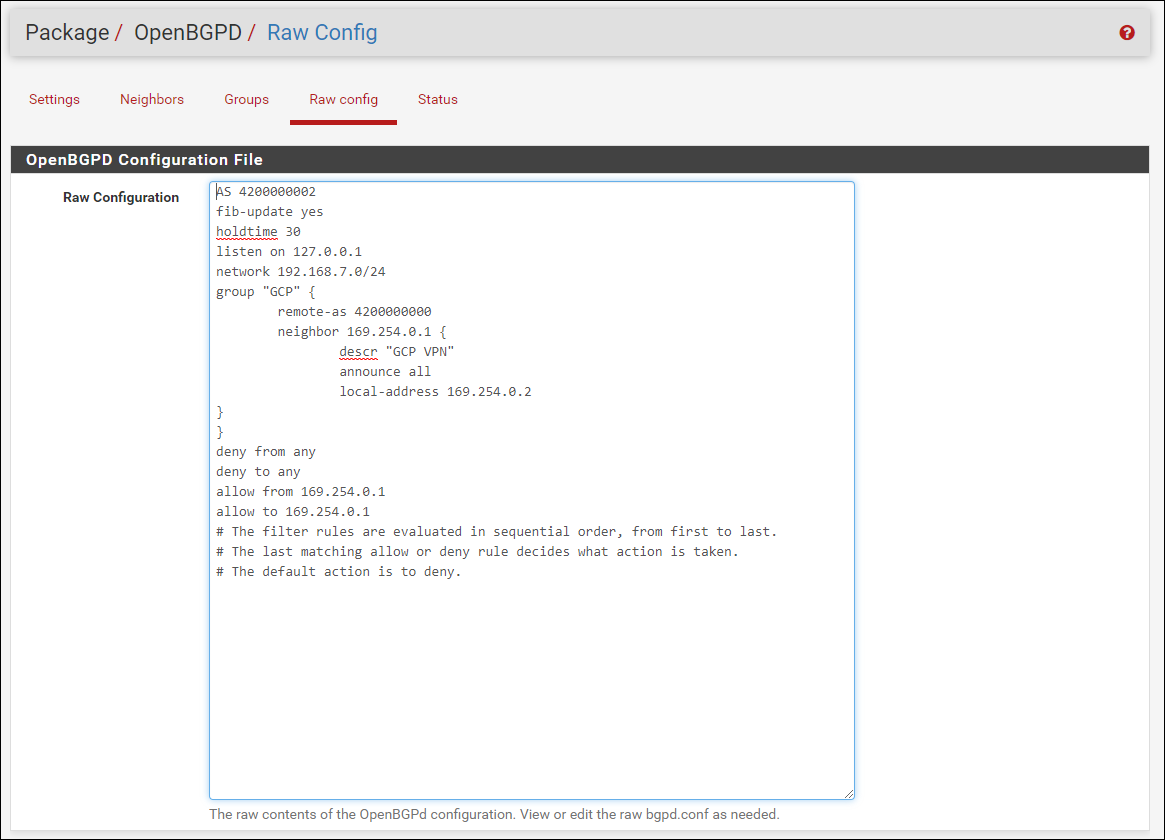 Package / OpenBGPD / Raw Config
Settings Neighbors Groups Raw config Status
OpenBGPD Configuration File
Raw Configuration
AS 4200000002
fib-update yes
holdtime 30
listen on 127.0.0.1
network 192.168.7.0/24
group "GCP" {
remote-as 4200000000
neighbor 169.254.0.1 {
descr "GCP VPN"
announce all
local-address 169.254.0.2
}
}
deny from any
deny to any
allow from 169.254.0.1
allow to 169.254.0.1
# The filter rules are evaluated in sequential order, from first to last.
# The last matching allow or deny rule decides what action is taken.
# The default action is to deny.
The raw contents of the OpenBGPd configuration. View or edit the raw bgpd.conf as needed.